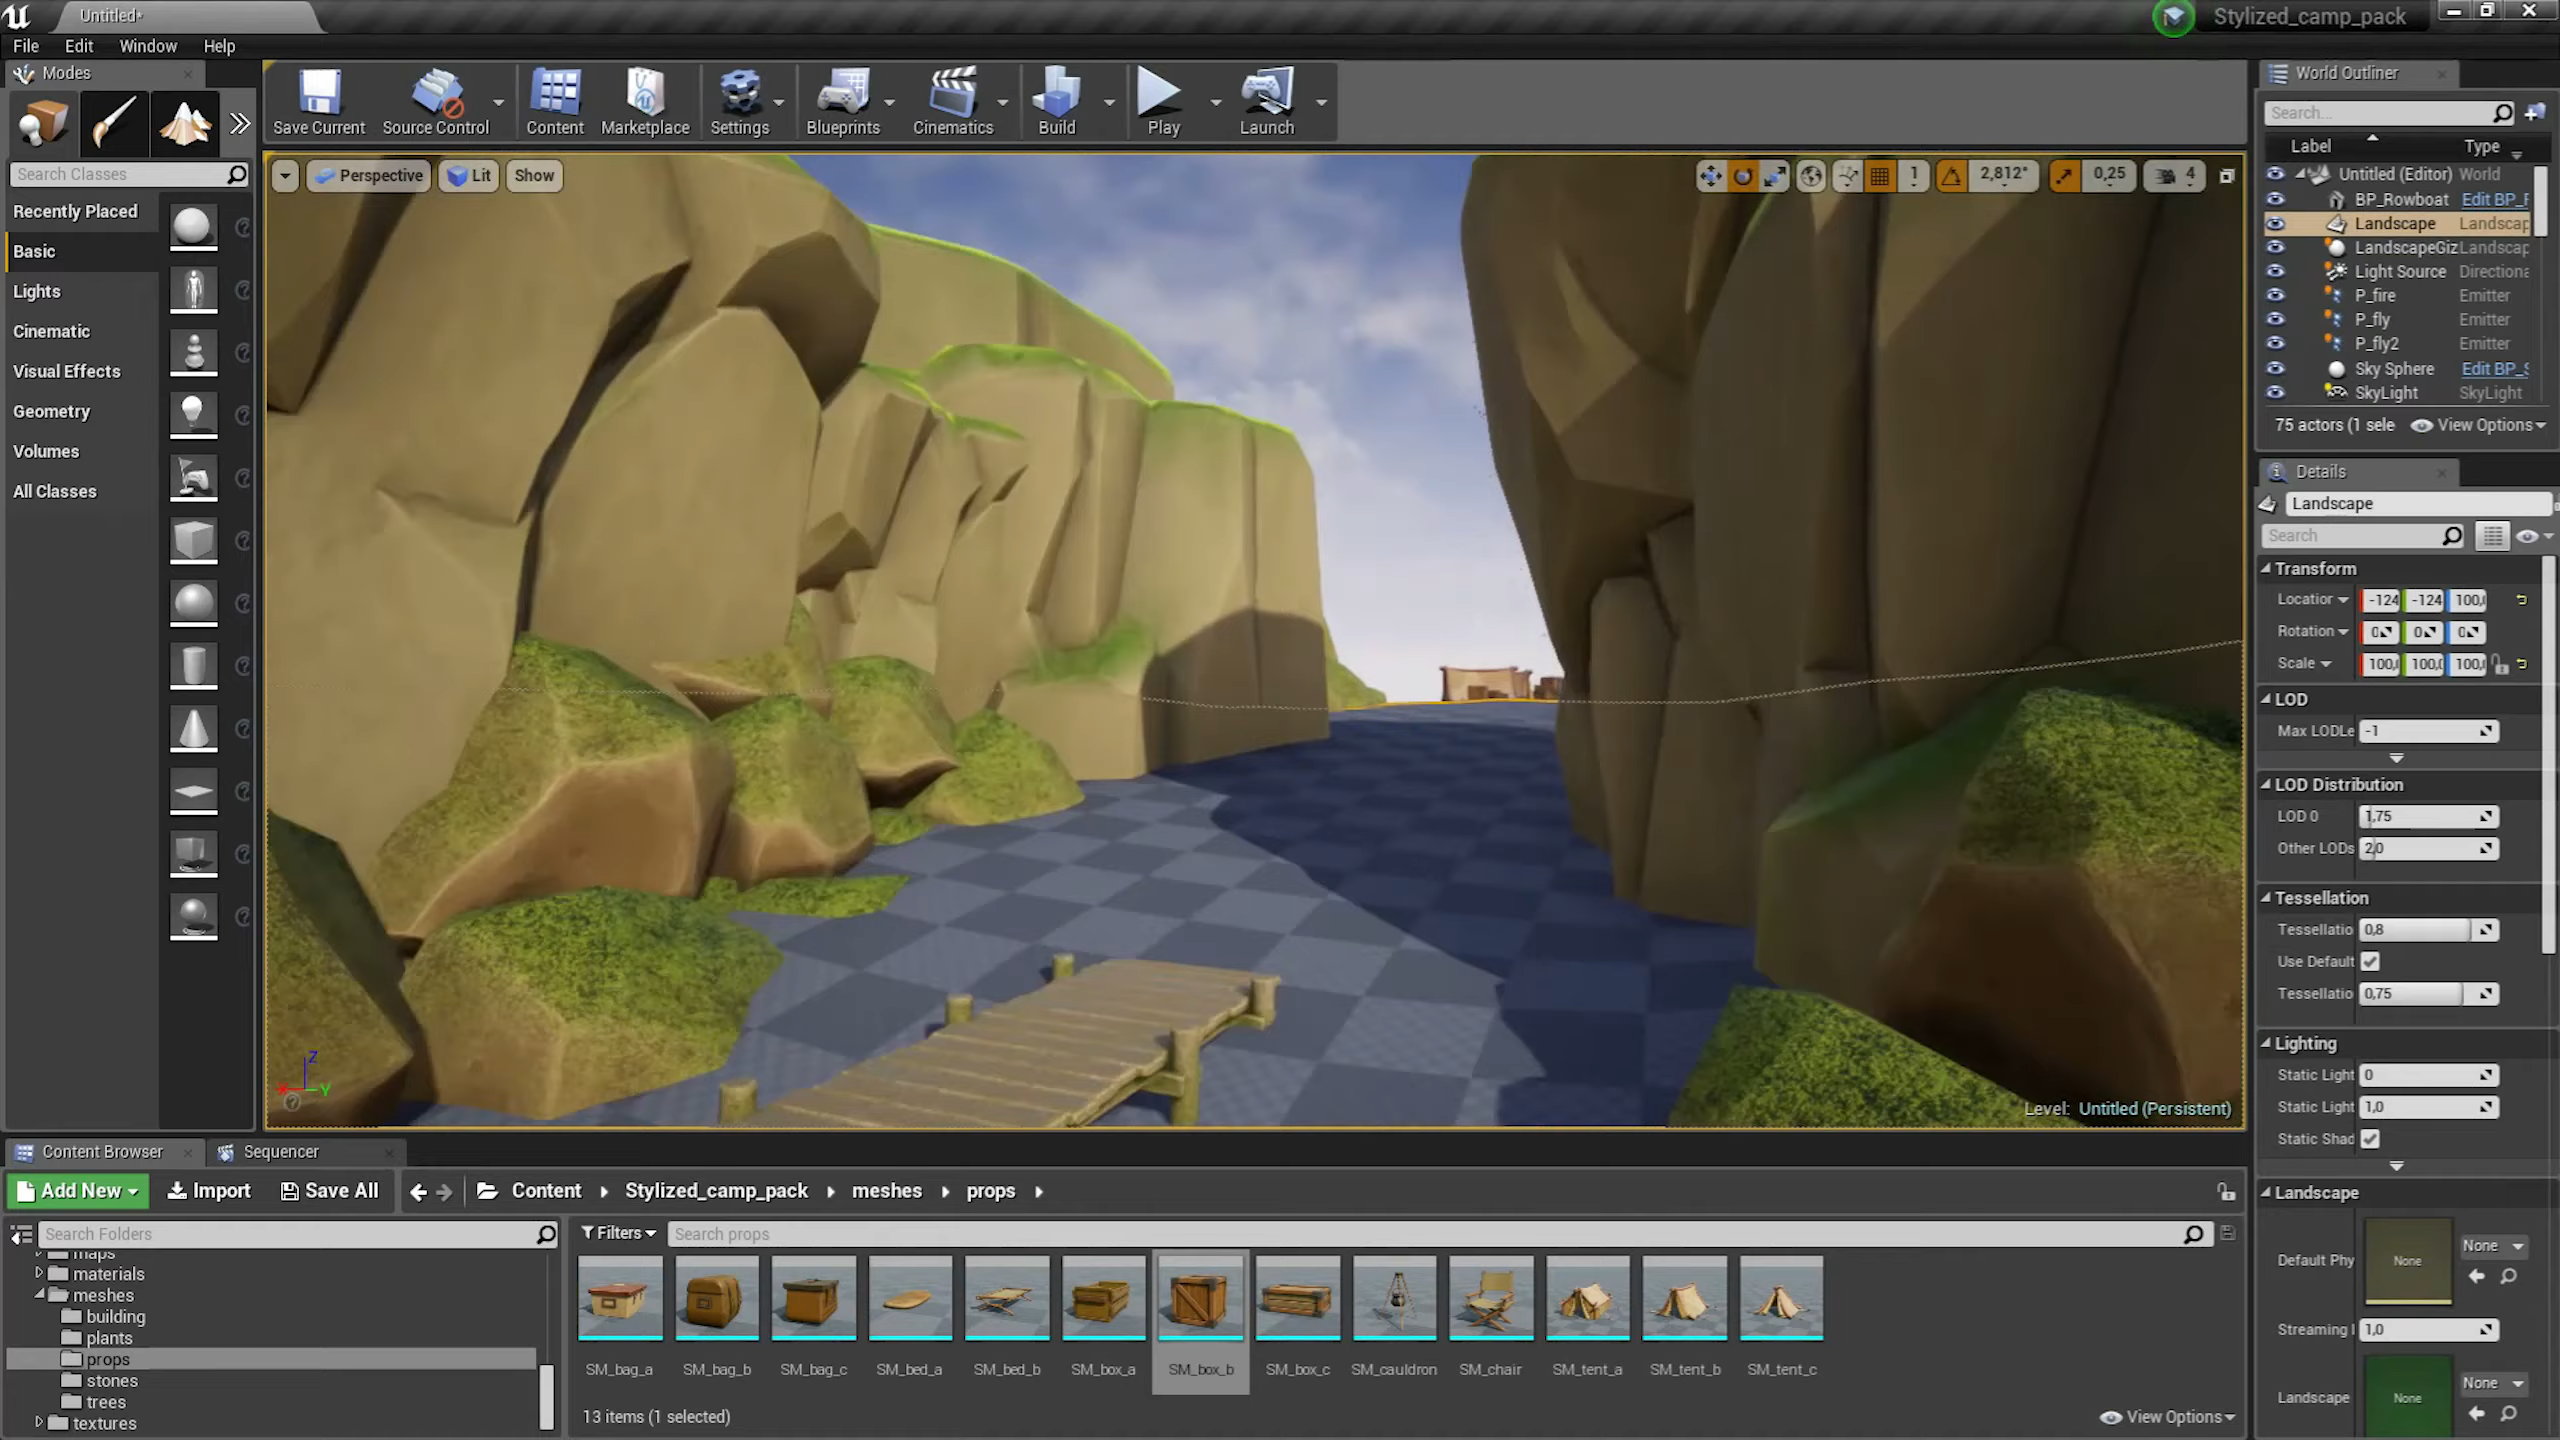 Untitled*
Stylized_camp_pack
File Edit Window Help
Modes
Save Current Source Control Content Marketplace Settings Blueprints Cinematics Build Play Launch
Search Classes
Recently Placed
Basic
Lights
Cinematic
Visual Effects
Geometry
Volumes
All Classes
Perspective Lit Show
1 2,812° 0,25 4
Z
Y
Level: Untitled (Persistent)
World Outliner
Search...
Label Type
Untitled (Editor) World
BP_Rowboat Edit BP_F
Landscape Landscap
LandscapeGiz Landscap
Light Source Directiona
P_fire Emitter
P_fly Emitter
P_fly2 Emitter
Sky Sphere Edit BP_S
SkyLight SkyLight
75 actors (1 sele View Options
Details
Landscape
Search
Transform
Location -124 -124 100,
Rotation 0 0 0
Scale 100, 100,0 100,
LOD
Max LODLe -1
LOD Distribution
LOD 0 1,75
Other LODs 2,0
Tessellation
Tessellatio 0,8
Use Default
Tessellatio 0,75
Lighting
Static Light 0
Static Light 1,0
Static Shad
Landscape
Default Phy None None
Streaming I 1,0
Landscape None None
Content Browser Sequencer
Add New Import Save All Content Stylized_camp_pack meshes props
Search Folders
Filters Search props
maps
materials
meshes
building
plants
props
stones
trees
textures
SM_bag_a SM_bag_b SM_bag_c SM_bed_a SM_bed_b SM_box_a SM_box_b SM_box_c SM_cauldron SM_chair SM_tent_a SM_tent_b SM_tent_c
13 items (1 selected)
View Options